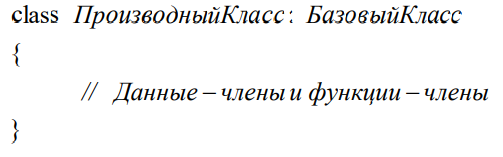 class ПроизводныйКласс: БазовыйКласс
{
// Данные – члены и функции – члены
}